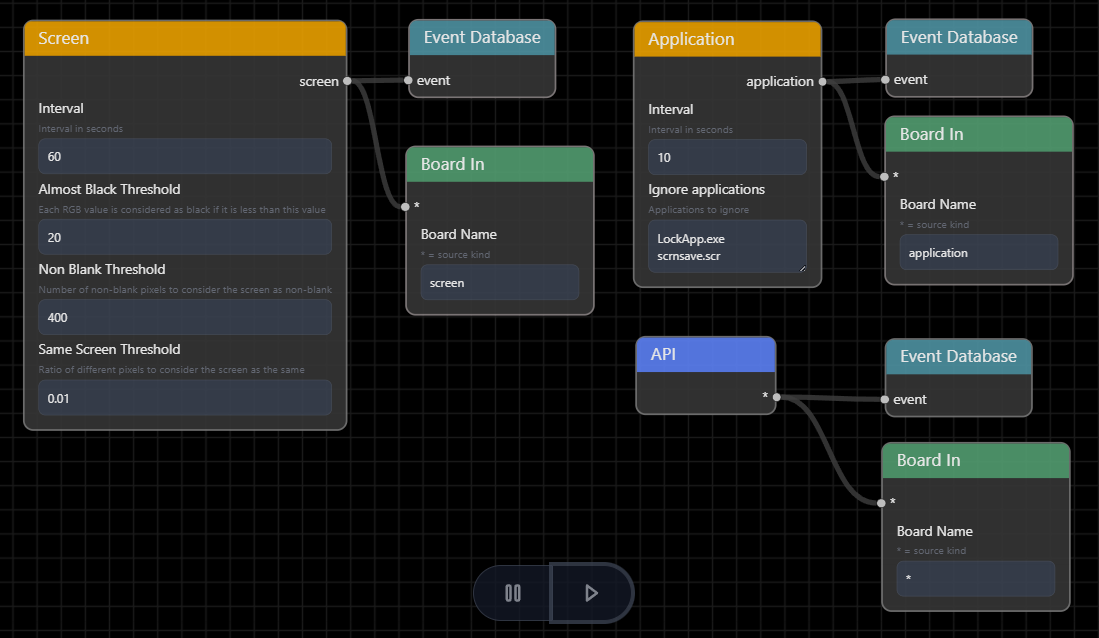 Screen
screen
Interval
Interval in seconds
60
Almost Black Threshold
Each RGB value is considered as black if it is less than this value
20
Non Blank Threshold
Number of non-blank pixels to consider the screen as non-blank
400
Same Screen Threshold
Ratio of different pixels to consider the screen as the same
0.01
Event Database
event
Board In
*
Board Name
* = source kind
screen
Application
application
Interval
Interval in seconds
10
Ignore applications
Applications to ignore
LockApp.exe
scrnsave.scr
Event Database
event
Board In
*
Board Name
* = source kind
application
API
*
Event Database
event
Board In
*
Board Name
* = source kind
*